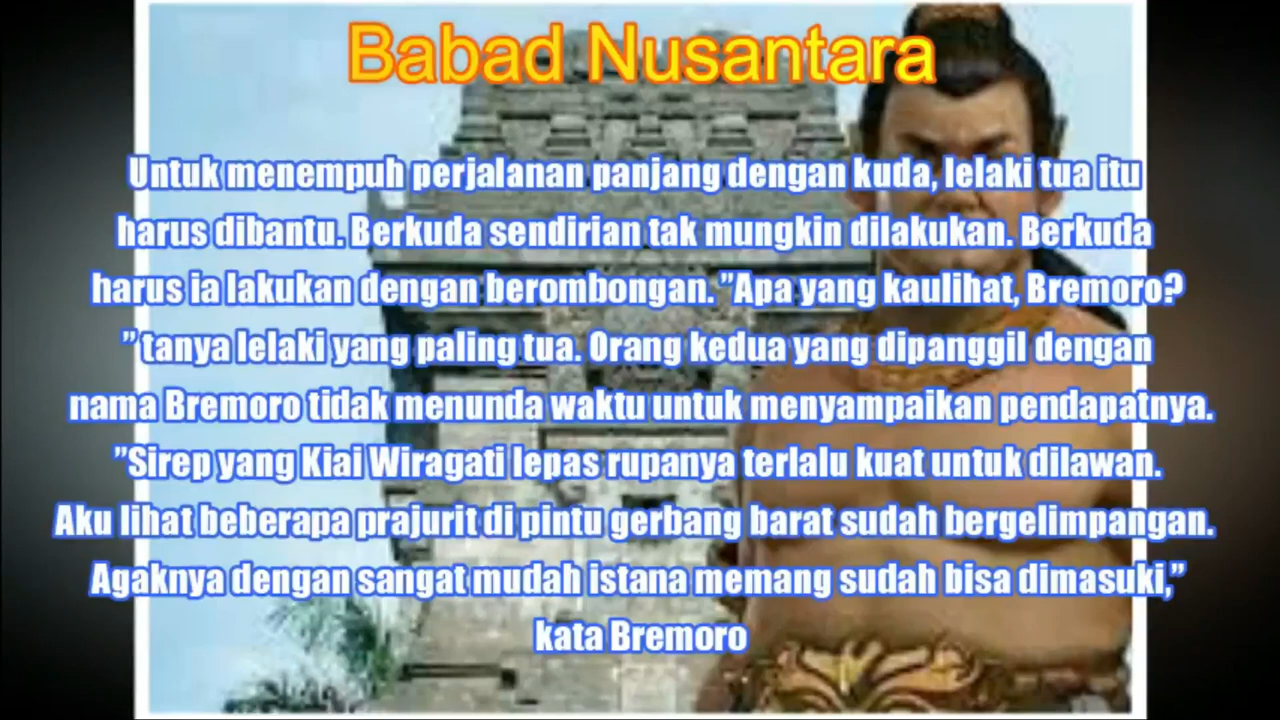 Babad Nusantara
Untuk menempuh perjalanan panjang dengan kuda, lelaki tua itu
harus dibantu. Berkuda sendirian tak mungkin dilakukan. Berkuda
harus ia lakukan dengan berombongan. ”Apa yang kaulihat, Bremoro?
” tanya lelaki yang paling tua. Orang kedua yang dipanggil dengan
nama Bremoro tidak menunda waktu untuk menyampaikan pendapatnya.
”Sirep yang Kiai Wiragati lepas rupanya terlalu kuat untuk dilawan.
Aku lihat beberapa prajurit di pintu gerbang barat sudah bergelimpangan.
Agaknya dengan sangat mudah istana memang sudah bisa dimasuki,”
kata Bremoro